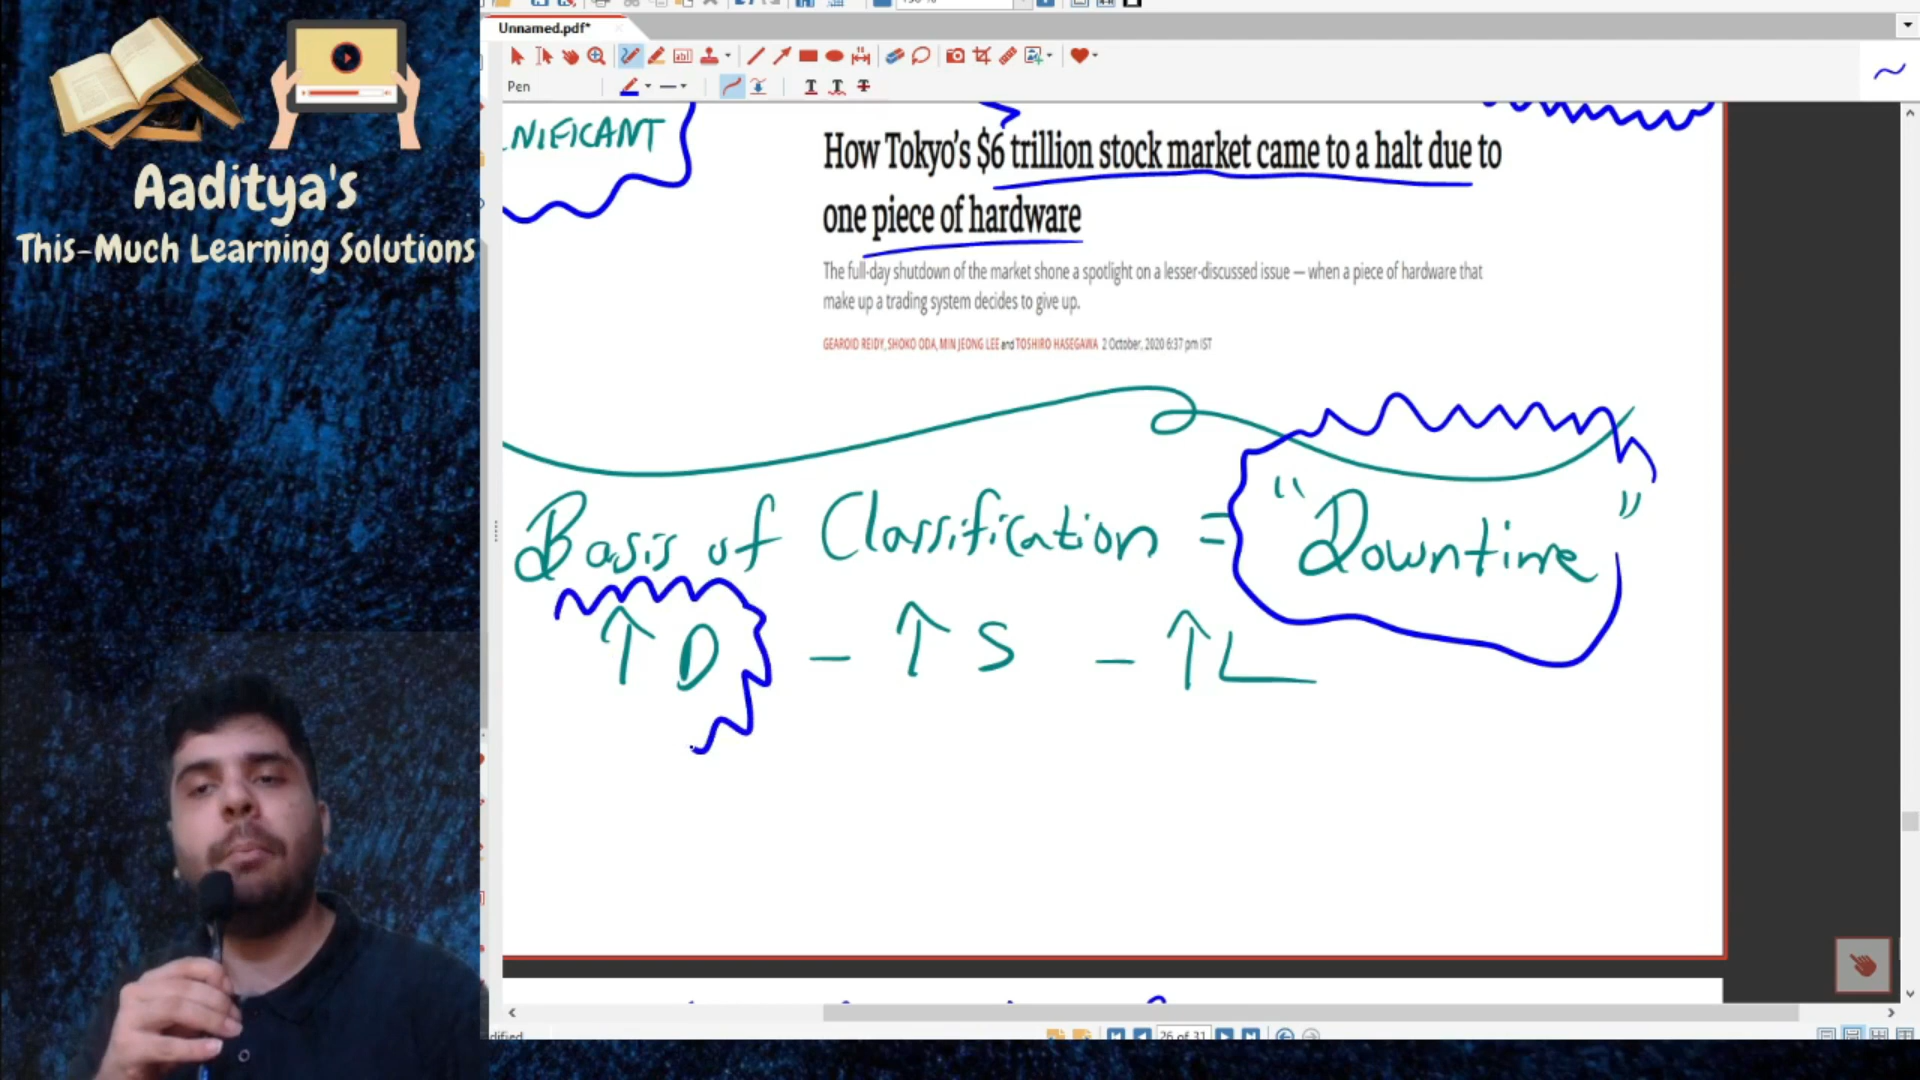 Aaditya's
This-Much Learning Solutions
Unnamed.pdf*
Pen
NIFICANT
How Tokyo's $6 trillion stock market came to a halt due to
one piece of hardware
The full-day shutdown of the market shone a spotlight on a lesser-discussed issue — when a piece of hardware that
make up a trading system decides to give up.
GEAROID REIDY, SHOKO ODA, MIN JEONG LEE and TOSHIRO HASEGAWA 2 October, 2020 6:37 pm IST
Basis of Classification = "Downtime"
↑ D - ↑ S - ↑ L
26 of 31